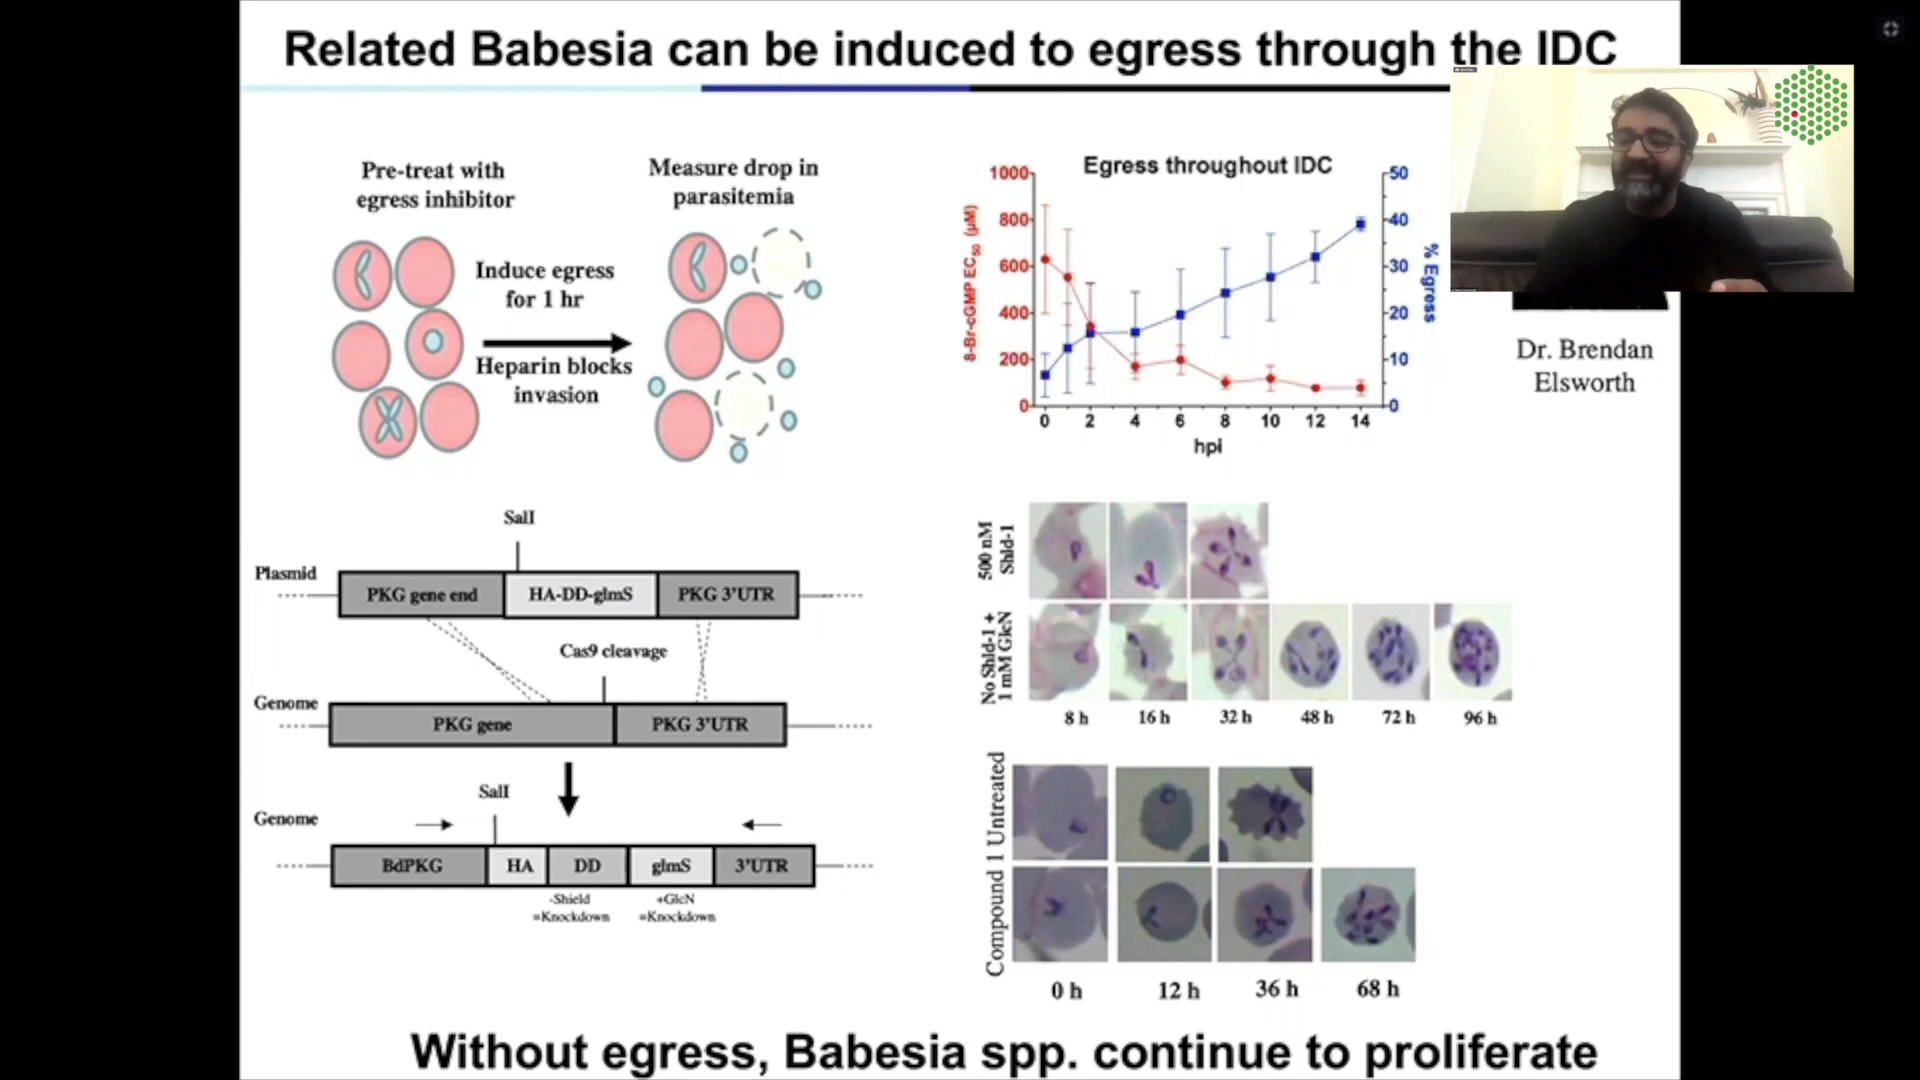 Related Babesia can be induced to egress through the IDC
Pre-treat with
egress inhibitor
Induce egress
for 1 hr
Heparin blocks
invasion
Measure drop in
parasitemia
Egress throughout IDC
8-Br-cGMP EC50 (µM)
1000
800
600
400
200
0
50
40
30
20
10
0
% Egress
0 2 4 6 8 10 12 14
hpi
Dr. Brendan
Elsworth
SalI
Plasmid
PKG gene end
HA-DD-glmS
PKG 3'UTR
Cas9 cleavage
Genome
PKG gene
PKG 3'UTR
SalI
Genome
BdPKG
HA
DD
glmS
3'UTR
-Shield
=Knockdown
+GlcN
=Knockdown
500 nM
Shld-1
No Shld-1 +
1 mM GlcN
8 h 16 h 32 h 48 h 72 h 96 h
Untreated
Compound 1
0 h 12 h 36 h 68 h
Without egress, Babesia spp. continue to proliferate